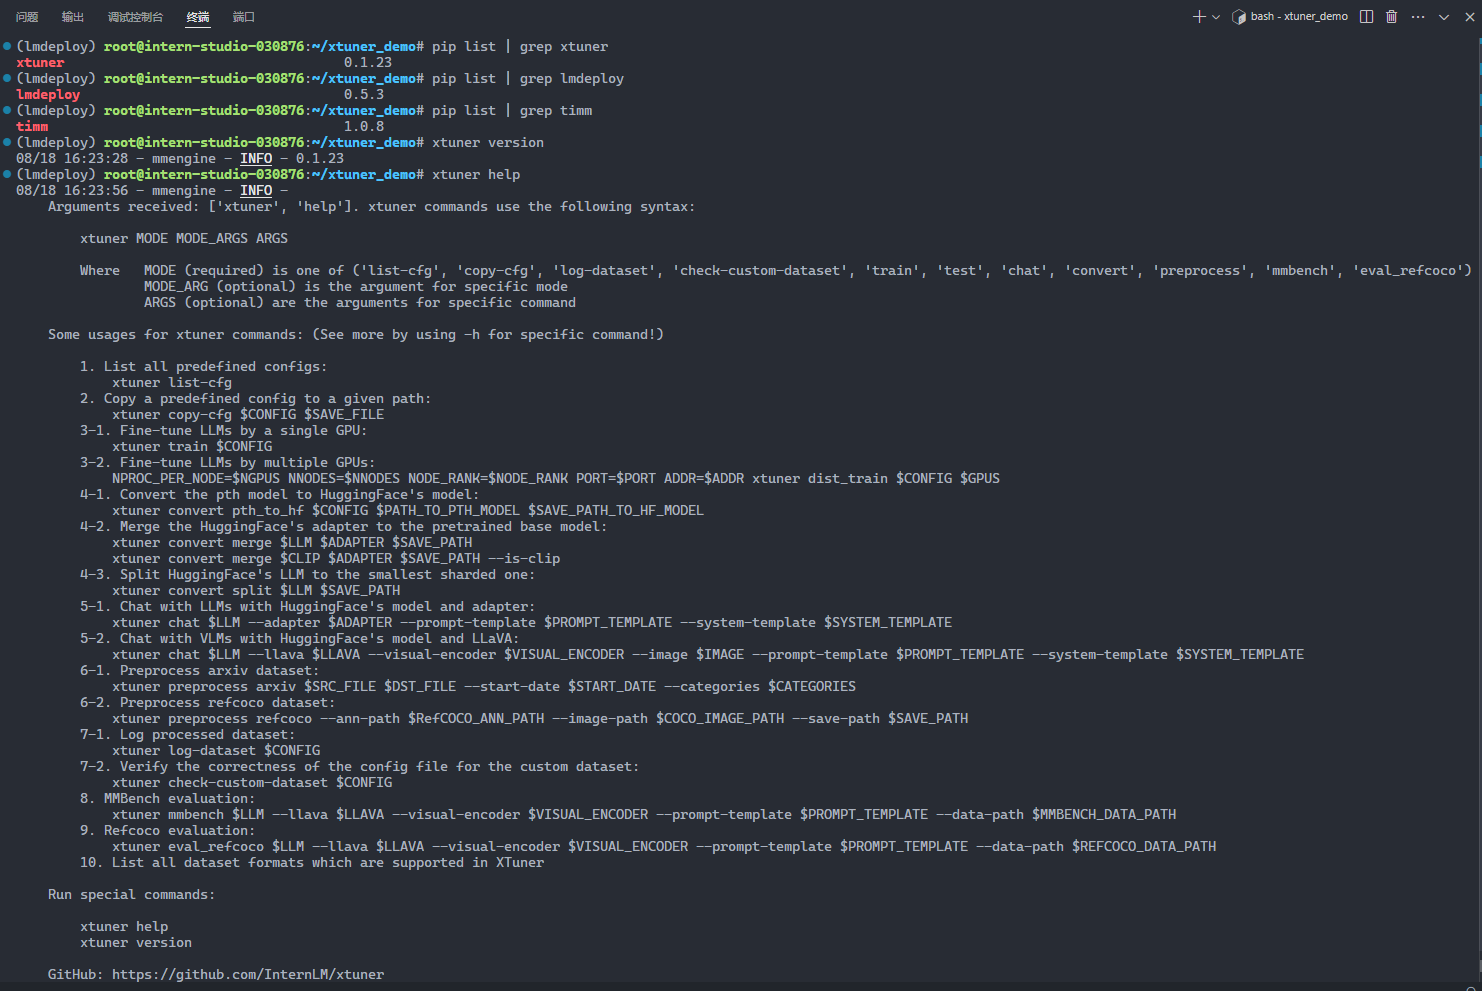 问题 输出 调试控制台 终端 端口 bash - xtuner_demo
(lmdeploy) root@intern-studio-030876:~/xtuner_demo# pip list | grep xtuner
xtuner 0.1.23
(lmdeploy) root@intern-studio-030876:~/xtuner_demo# pip list | grep lmdeploy
lmdeploy 0.5.3
(lmdeploy) root@intern-studio-030876:~/xtuner_demo# pip list | grep timm
timm 1.0.8
(lmdeploy) root@intern-studio-030876:~/xtuner_demo# xtuner version
08/18 16:23:28 - mmengine - INFO - 0.1.23
(lmdeploy) root@intern-studio-030876:~/xtuner_demo# xtuner help
08/18 16:23:56 - mmengine - INFO -
Arguments received: ['xtuner', 'help']. xtuner commands use the following syntax:
xtuner MODE MODE_ARGS ARGS
Where MODE (required) is one of ('list-cfg', 'copy-cfg', 'log-dataset', 'check-custom-dataset', 'train', 'test', 'chat', 'convert', 'preprocess', 'mmbench', 'eval_refcoco')
MODE_ARG (optional) is the argument for specific mode
ARGS (optional) are the arguments for specific command
Some usages for xtuner commands: (See more by using -h for specific command!)
1. List all predefined configs:
xtuner list-cfg
2. Copy a predefined config to a given path:
xtuner copy-cfg $CONFIG $SAVE_FILE
3-1. Fine-tune LLMs by a single GPU:
xtuner train $CONFIG
3-2. Fine-tune LLMs by multiple GPUs:
NPROC_PER_NODE=$NGPUS NNODES=$NNODES NODE_RANK=$NODE_RANK PORT=$PORT ADDR=$ADDR xtuner dist_train $CONFIG $GPUS
4-1. Convert the pth model to HuggingFace's model:
xtuner convert pth_to_hf $CONFIG $PATH_TO_PTH_MODEL $SAVE_PATH_TO_HF_MODEL
4-2. Merge the HuggingFace's adapter to the pretrained base model:
xtuner convert merge $LLM $ADAPTER $SAVE_PATH
xtuner convert merge $CLIP $ADAPTER $SAVE_PATH --is-clip
4-3. Split HuggingFace's LLM to the smallest sharded one:
xtuner convert split $LLM $SAVE_PATH
5-1. Chat with LLMs with HuggingFace's model and adapter:
xtuner chat $LLM --adapter $ADAPTER --prompt-template $PROMPT_TEMPLATE --system-template $SYSTEM_TEMPLATE
5-2. Chat with VLMs with HuggingFace's model and LLaVA:
xtuner chat $LLM --llava $LLAVA --visual-encoder $VISUAL_ENCODER --image $IMAGE --prompt-template $PROMPT_TEMPLATE --system-template $SYSTEM_TEMPLATE
6-1. Preprocess arxiv dataset:
xtuner preprocess arxiv $SRC_FILE $DST_FILE --start-date $START_DATE --categories $CATEGORIES
6-2. Preprocess refcoco dataset:
xtuner preprocess refcoco --ann-path $RefCOCO_ANN_PATH --image-path $COCO_IMAGE_PATH --save-path $SAVE_PATH
7-1. Log processed dataset:
xtuner log-dataset $CONFIG
7-2. Verify the correctness of the config file for the custom dataset:
xtuner check-custom-dataset $CONFIG
8. MMBench evaluation:
xtuner mmbench $LLM --llava $LLAVA --visual-encoder $VISUAL_ENCODER --prompt-template $PROMPT_TEMPLATE --data-path $MMBENCH_DATA_PATH
9. Refcoco evaluation:
xtuner eval_refcoco $LLM --llava $LLAVA --visual-encoder $VISUAL_ENCODER --prompt-template $PROMPT_TEMPLATE --data-path $REFCOCO_DATA_PATH
10. List all dataset formats which are supported in XTuner
Run special commands:
xtuner help
xtuner version
GitHub: https://github.com/InternLM/xtuner